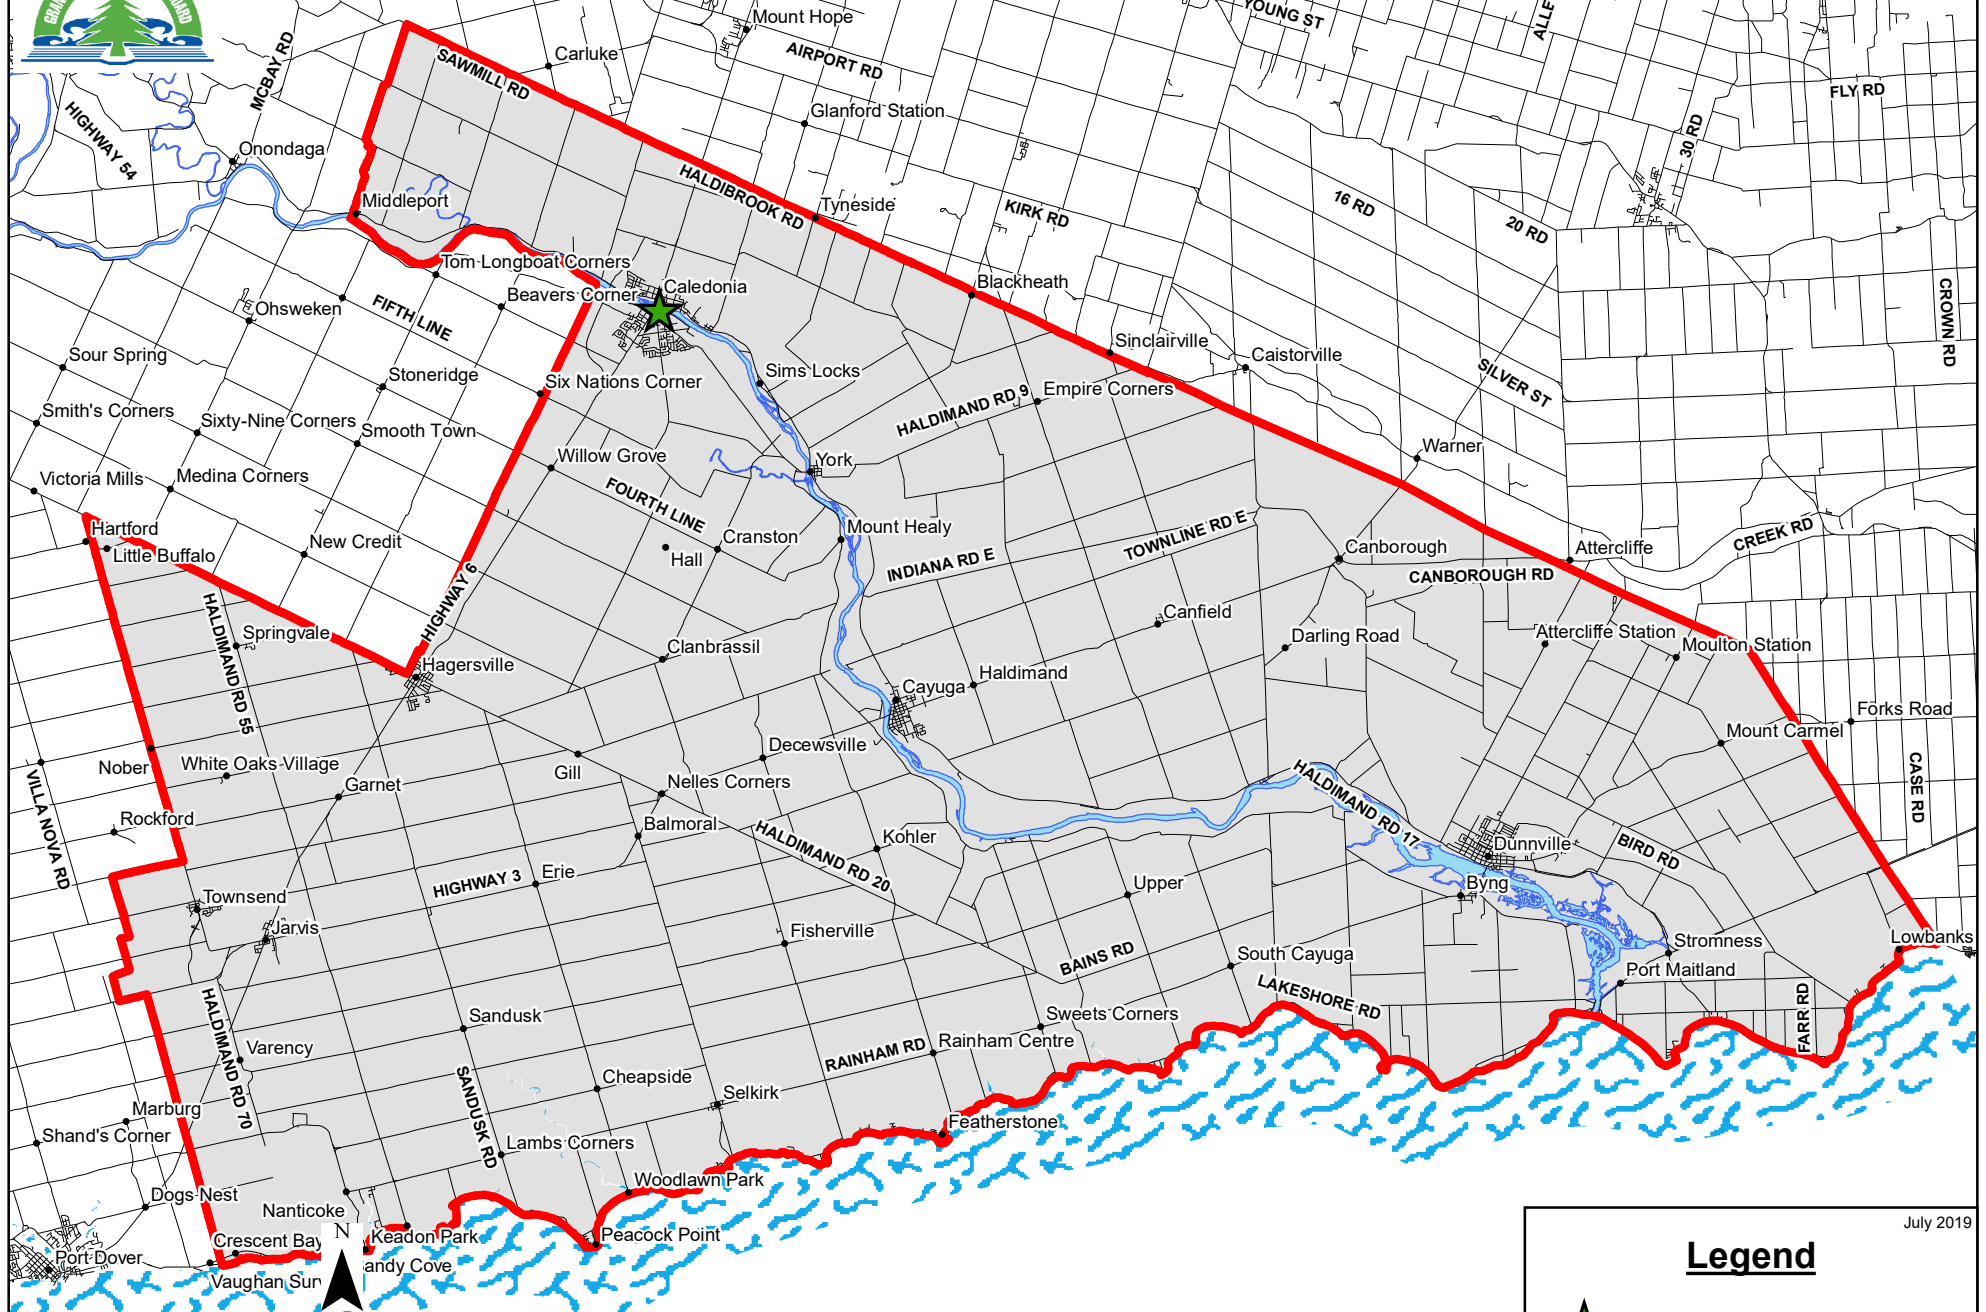 Mount Hope
YOUNG ST
Carluke
AIRPORT RD
SAWMILL RD
MCBAY RD
FLY RD
HIGHWAY 54
Glanford Station
30 RD
Onondaga
HALDIBROOK RD
Middleport
Tyneside
KIRK RD
16 RD
20 RD
Tom Longboat Corners
Blackheath
Beavers Corner
Caledonia
CROWN RD
Ohsweken
FIFTH LINE
Sinclairville
Caistorville
Sour Spring
Stoneridge
Sims Locks
SILVER ST
Six Nations Corner
Empire Corners
HALDIMAND RD 9
Smith's Corners
Sixty-Nine Corners
Smooth Town
Warner
Willow Grove
York
Victoria Mills
Medina Corners
FOURTH LINE
Hartford
Mount Healy
Little Buffalo
New Credit
Cranston
Hall
TOWNLINE RD E
Canborough
Attercliffe
CREEK RD
INDIANA RD E
CANBOROUGH RD
HIGHWAY 6
HALDIMAND RD 55
Springvale
Canfield
Darling Road
Attercliffe Station
Moulton Station
Clanbrassil
Hagersville
Haldimand
Cayuga
Forks Road
Mount Carmel
Nober
White Oaks Village
Gill
Decewsville
Garnet
Nelles Corners
HALDIMAND RD 17
CASE RD
VILLA NOVA RD
Rockford
Balmoral
HALDIMAND RD 20
Kohler
Dunnville
BIRD RD
Townsend
HIGHWAY 3
Erie
Upper
Byng
Jarvis
Fisherville
BAINS RD
South Cayuga
Stromness
Lowbanks
Port Maitland
HALDIMAND RD 70
LAKESHORE RD
FARR RD
Sandusk
Sweets Corners
Varency
RAINHAM RD
Rainham Centre
SANDUSK RD
Cheapside
Selkirk
Marburg
Shand's Corner
Featherstone
Lambs Corners
Dogs Nest
Woodlawn Park
Nanticoke
N
Crescent Bay
Keadon Park
Peacock Point
Port Dover
andy Cove
July 2019
Legend